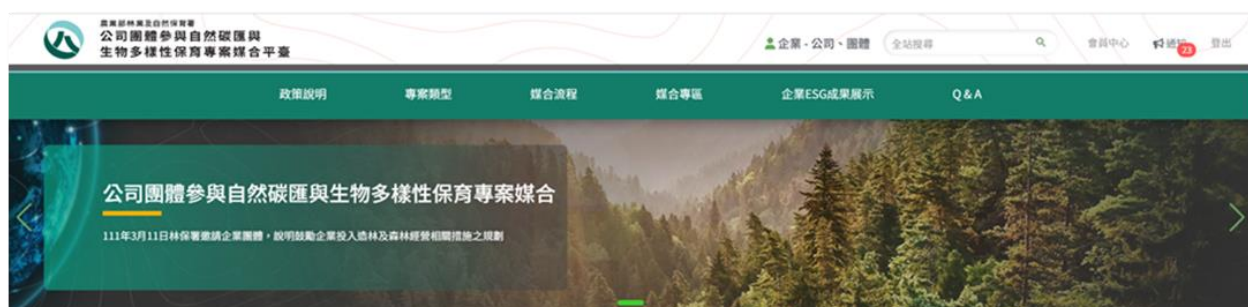 農業部林業及自然保育署
公司團體參與自然碳匯與
生物多樣性保育專案媒合平臺
企業-公司、團體
全站搜尋
會員中心
通知
23
登出
政策說明
專案類型
媒合流程
媒合專區
企業ESG成果展示
Q & A
公司團體參與自然碳匯與生物多樣性保育專案媒合
111年3月11日林保署邀請企業團體,說明鼓勵企業投入造林及森林經營相關措施之規劃